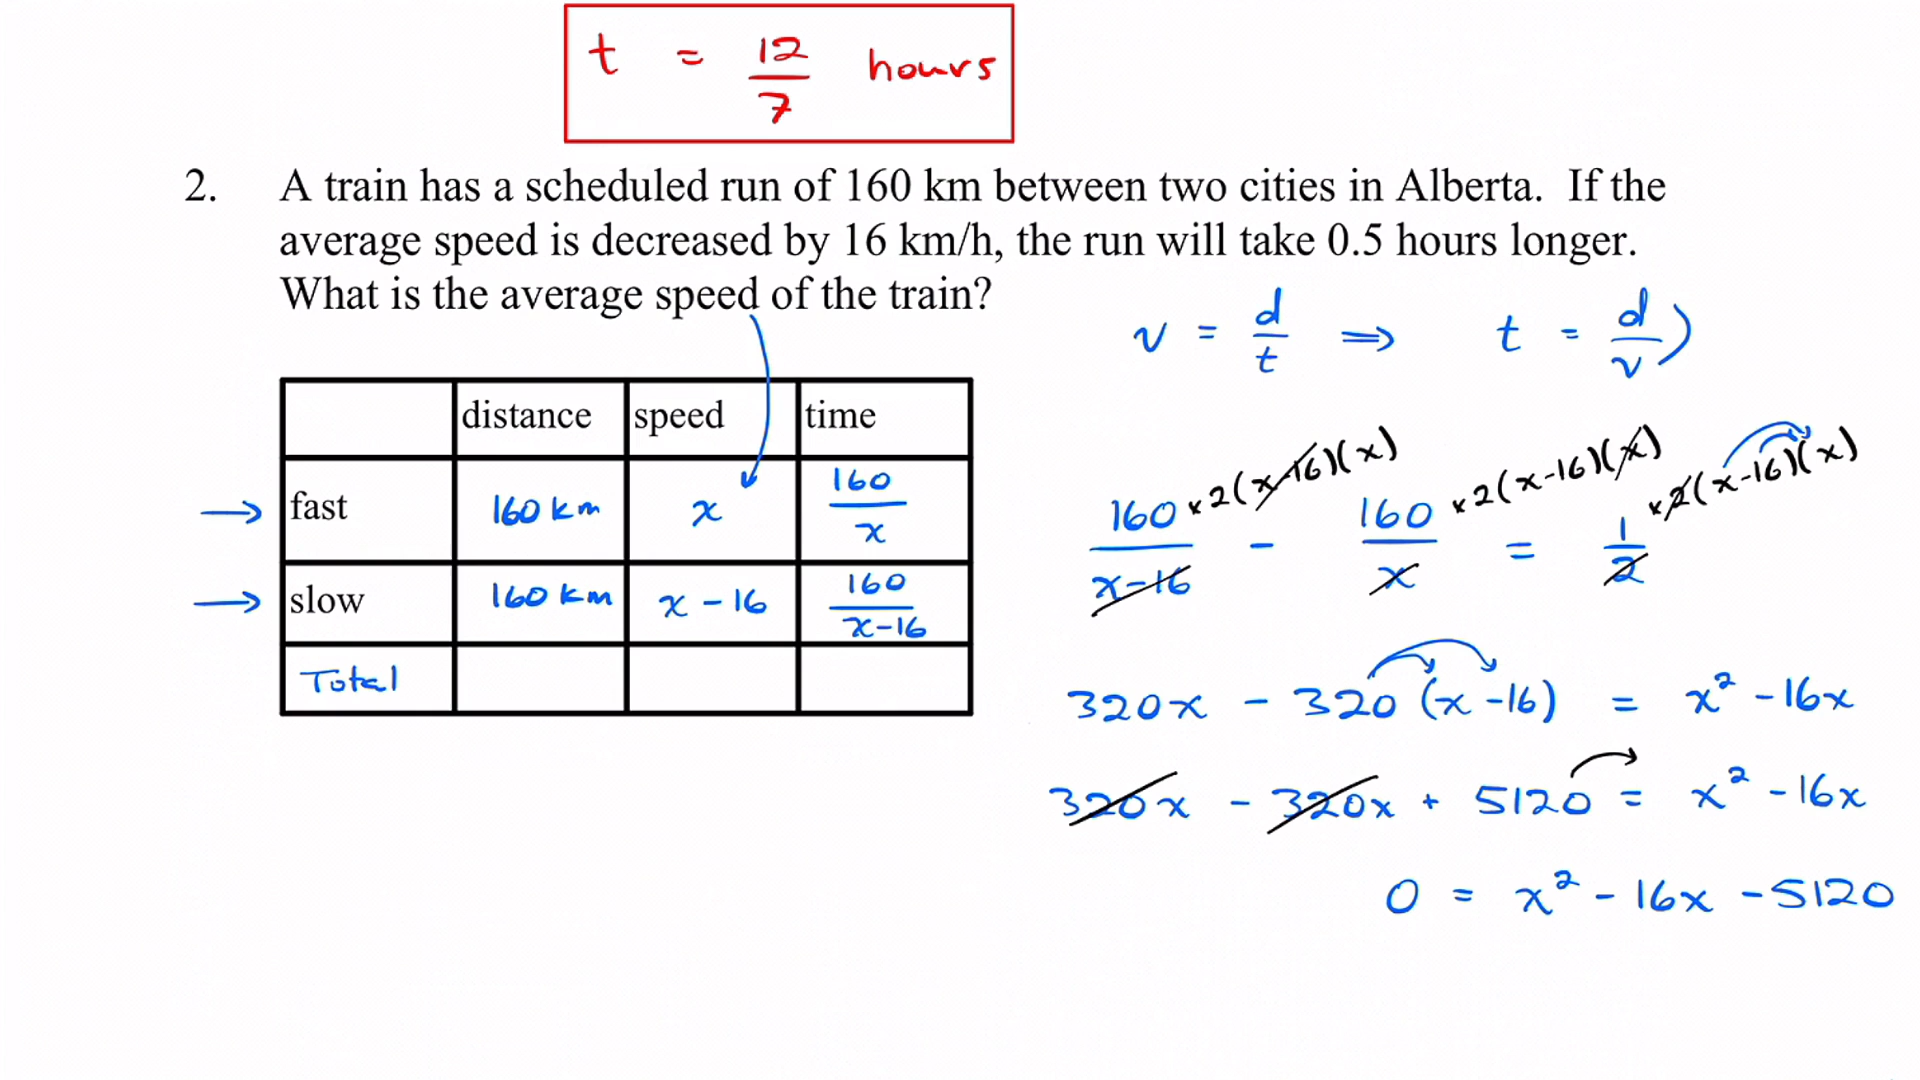 t = 12/7 hours
2. A train has a scheduled run of 160 km between two cities in Alberta. If the
average speed is decreased by 16 km/h, the run will take 0.5 hours longer.
What is the average speed of the train?
v = d/t ⟹ t = d/v)
distance speed time
fast 160 km x 160/x
slow 160 km x - 16 160/x-16
Total
160/x-16 × 2(x-16)(x) - 160/x × 2(x-16)(x) = 1/2 × 2(x-16)(x)
320x - 320(x-16) = x² - 16x
320x - 320x + 5120 = x² - 16x
0 = x² - 16x - 5120